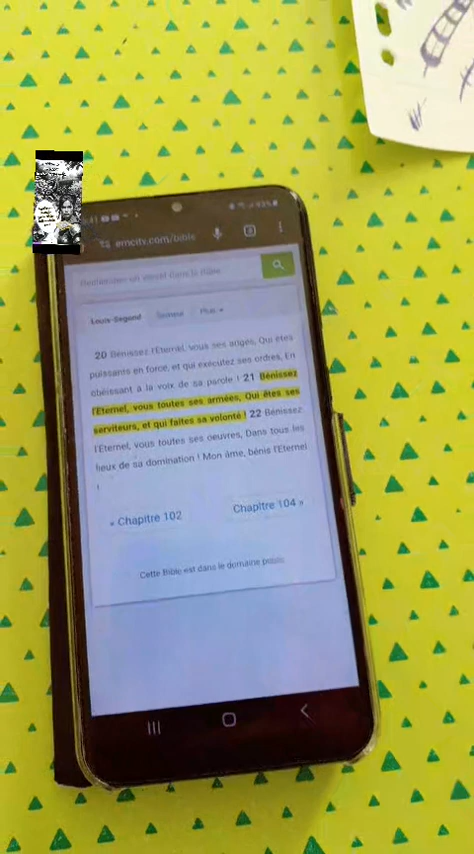 emcitv.com/bible
Rechercher un verset dans la Bible
Louis-Segond Semeur Plus
20 Bénissez l'Eternel, vous ses anges, Qui êtes
puissants en force, et qui exécutez ses ordres, En
obéissant à la voix de sa parole ! 21 Bénissez
l'Eternel, vous toutes ses armées, Qui êtes ses
serviteurs, et qui faites sa volonté ! 22 Bénissez
l'Eternel, vous toutes ses oeuvres, Dans tous les
lieux de sa domination ! Mon âme, bénis l'Eternel
!
« Chapitre 102 Chapitre 104 »
Cette Bible est dans le domaine public.